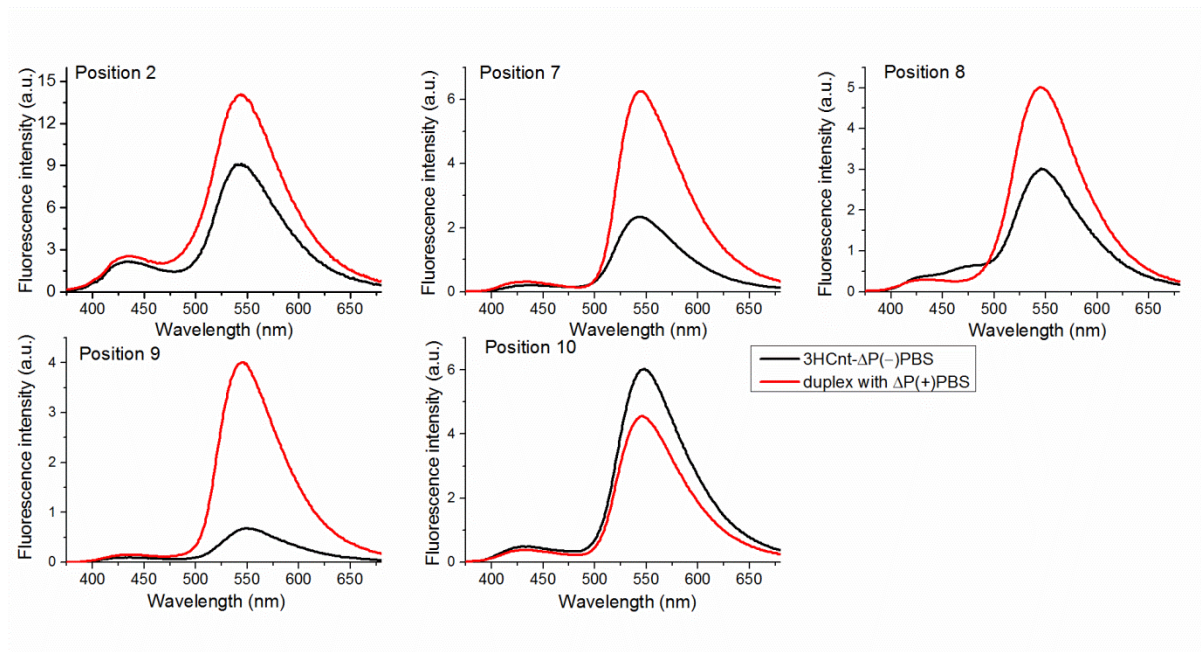 Position 2
Fluorescence intensity (a.u.)
15
12
9
6
3
0
400 450 500 550 600 650
Wavelength (nm)
Position 7
Fluorescence intensity (a.u.)
6
4
2
0
400 450 500 550 600 650
Wavelength (nm)
Position 8
Fluorescence intensity (a.u.)
5
4
3
2
1
0
400 450 500 550 600 650
Wavelength (nm)
Position 9
Fluorescence intensity (a.u.)
4
3
2
1
0
400 450 500 550 600 650
Wavelength (nm)
Position 10
Fluorescence intensity (a.u.)
6
4
2
0
400 450 500 550 600 650
Wavelength (nm)
3HCnt-ΔP(−)PBS
duplex with ΔP(+)PBS